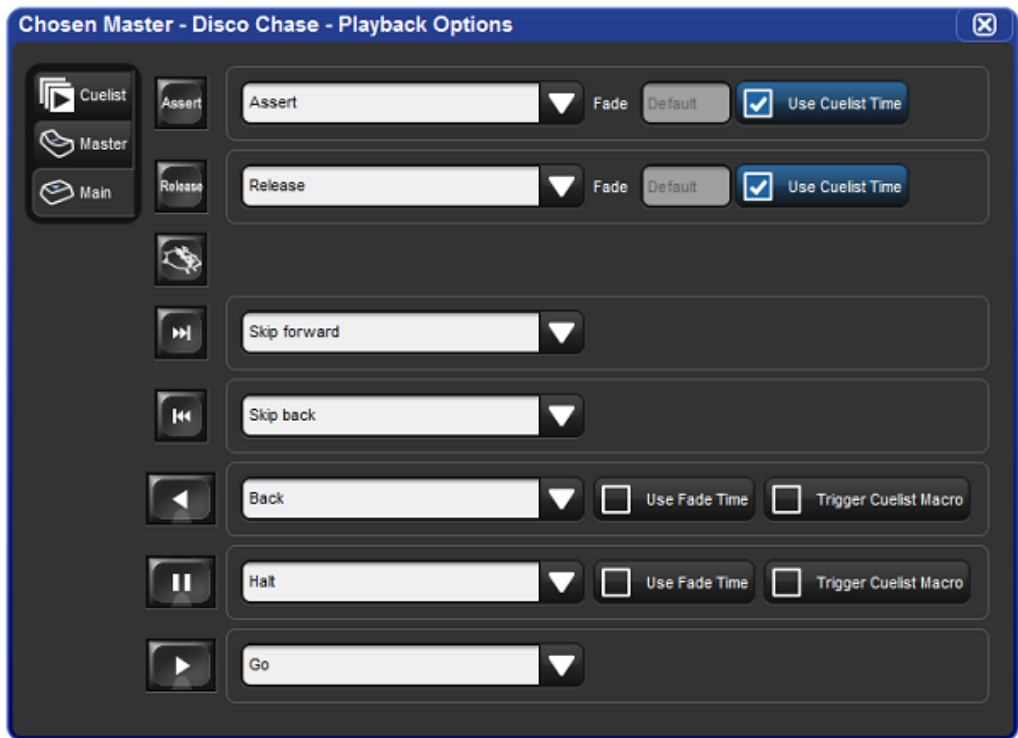 Chosen Master - Disco Chase - Playback Options
Cuelist
Master
Main
Assert Assert Fade Default Use Cuelist Time
Release Release Fade Default Use Cuelist Time
Skip forward
Skip back
Back Use Fade Time Trigger Cuelist Macro
Halt Use Fade Time Trigger Cuelist Macro
Go